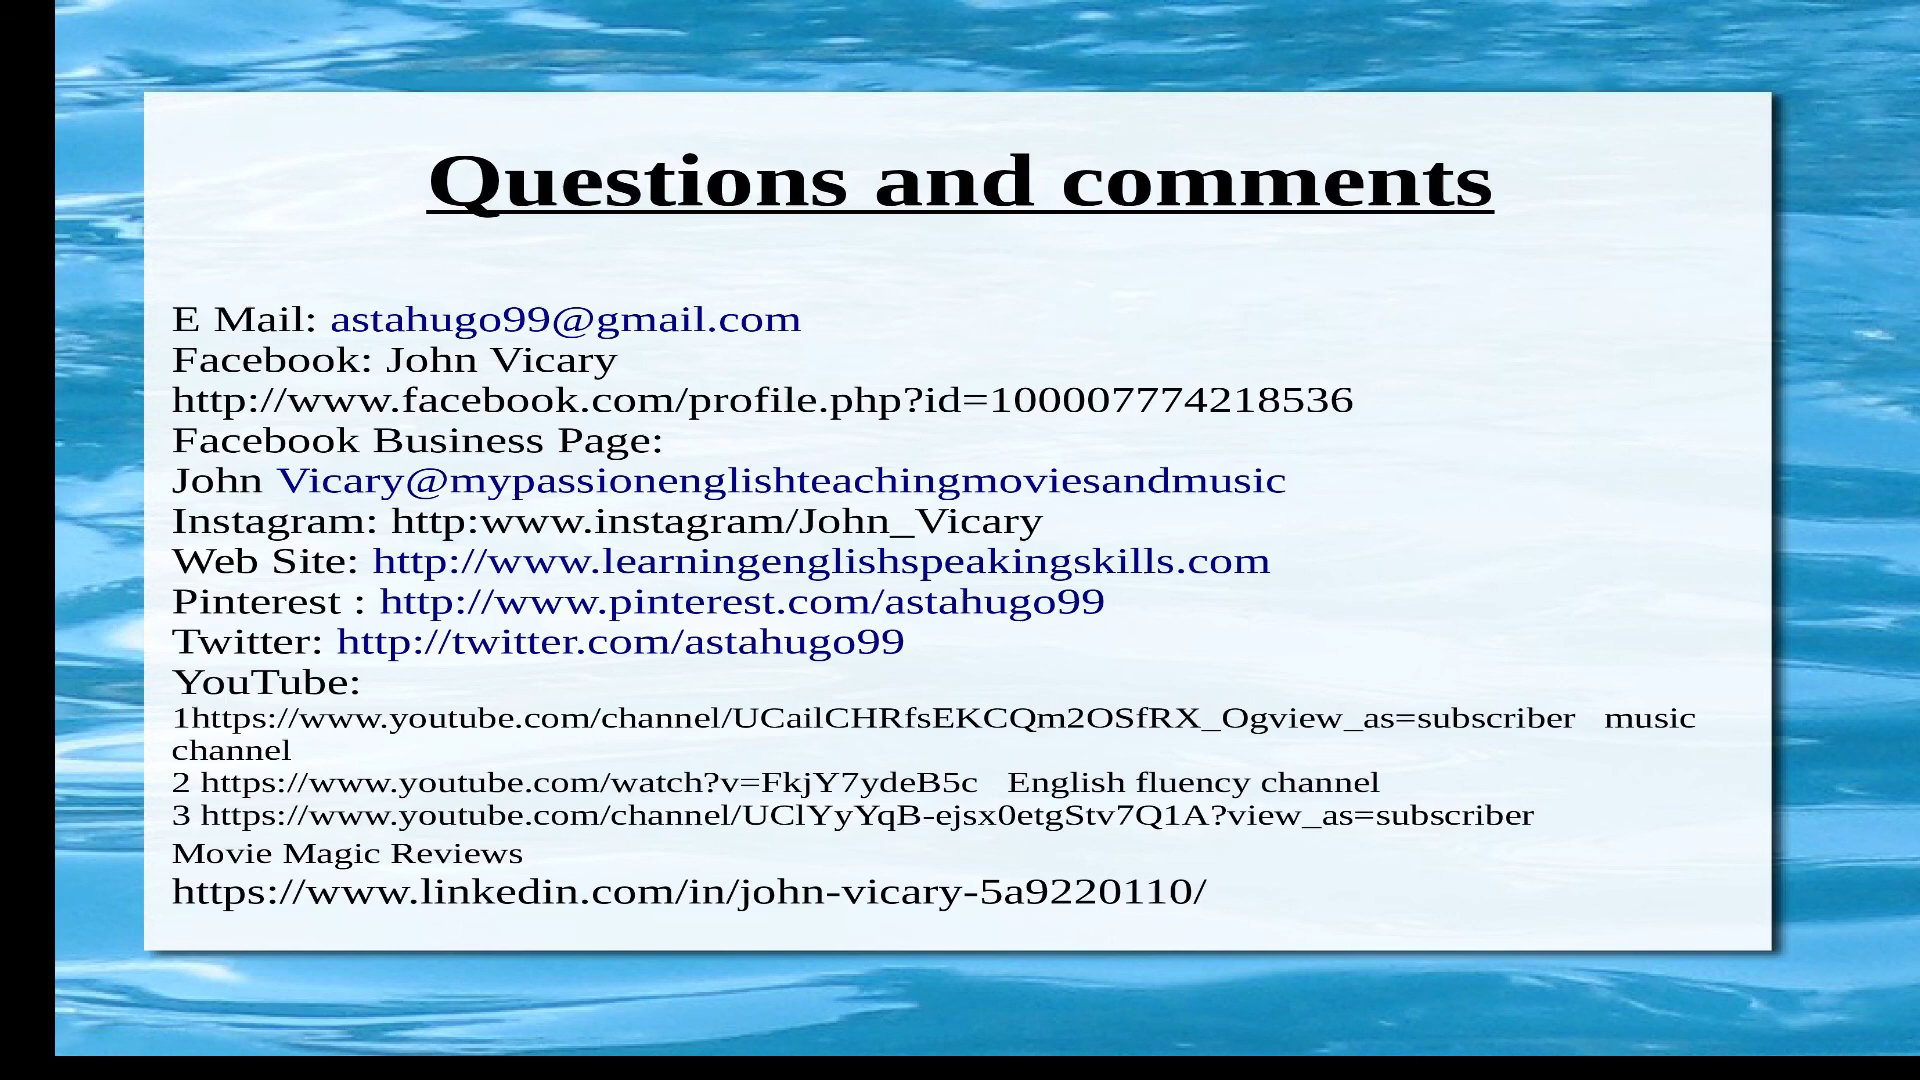 Questions and comments
E Mail: astahugo99@gmail.com
Facebook: John Vicary
http://www.facebook.com/profile.php?id=100007774218536
Facebook Business Page:
John Vicary@mypassionenglishteachingmoviesandmusic
Instagram: http:www.instagram/John_Vicary
Web Site: http://www.learningenglishspeakingskills.com
Pinterest : http://www.pinterest.com/astahugo99
Twitter: http://twitter.com/astahugo99
YouTube:
1https://www.youtube.com/channel/UCailCHRfsEKCQm2OSfRX_Ogview_as=subscriber music
channel
2 https://www.youtube.com/watch?v=FkjY7ydeB5c English fluency channel
3 https://www.youtube.com/channel/UClYyYqB-ejsx0etgStv7Q1A?view_as=subscriber
Movie Magic Reviews
https://www.linkedin.com/in/john-vicary-5a9220110/